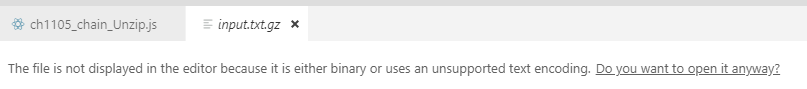 ch1105_chain_Unzip.js input.txt.gz
The file is not displayed in the editor because it is either binary or uses an unsupported text encoding. Do you want to open it anyway?